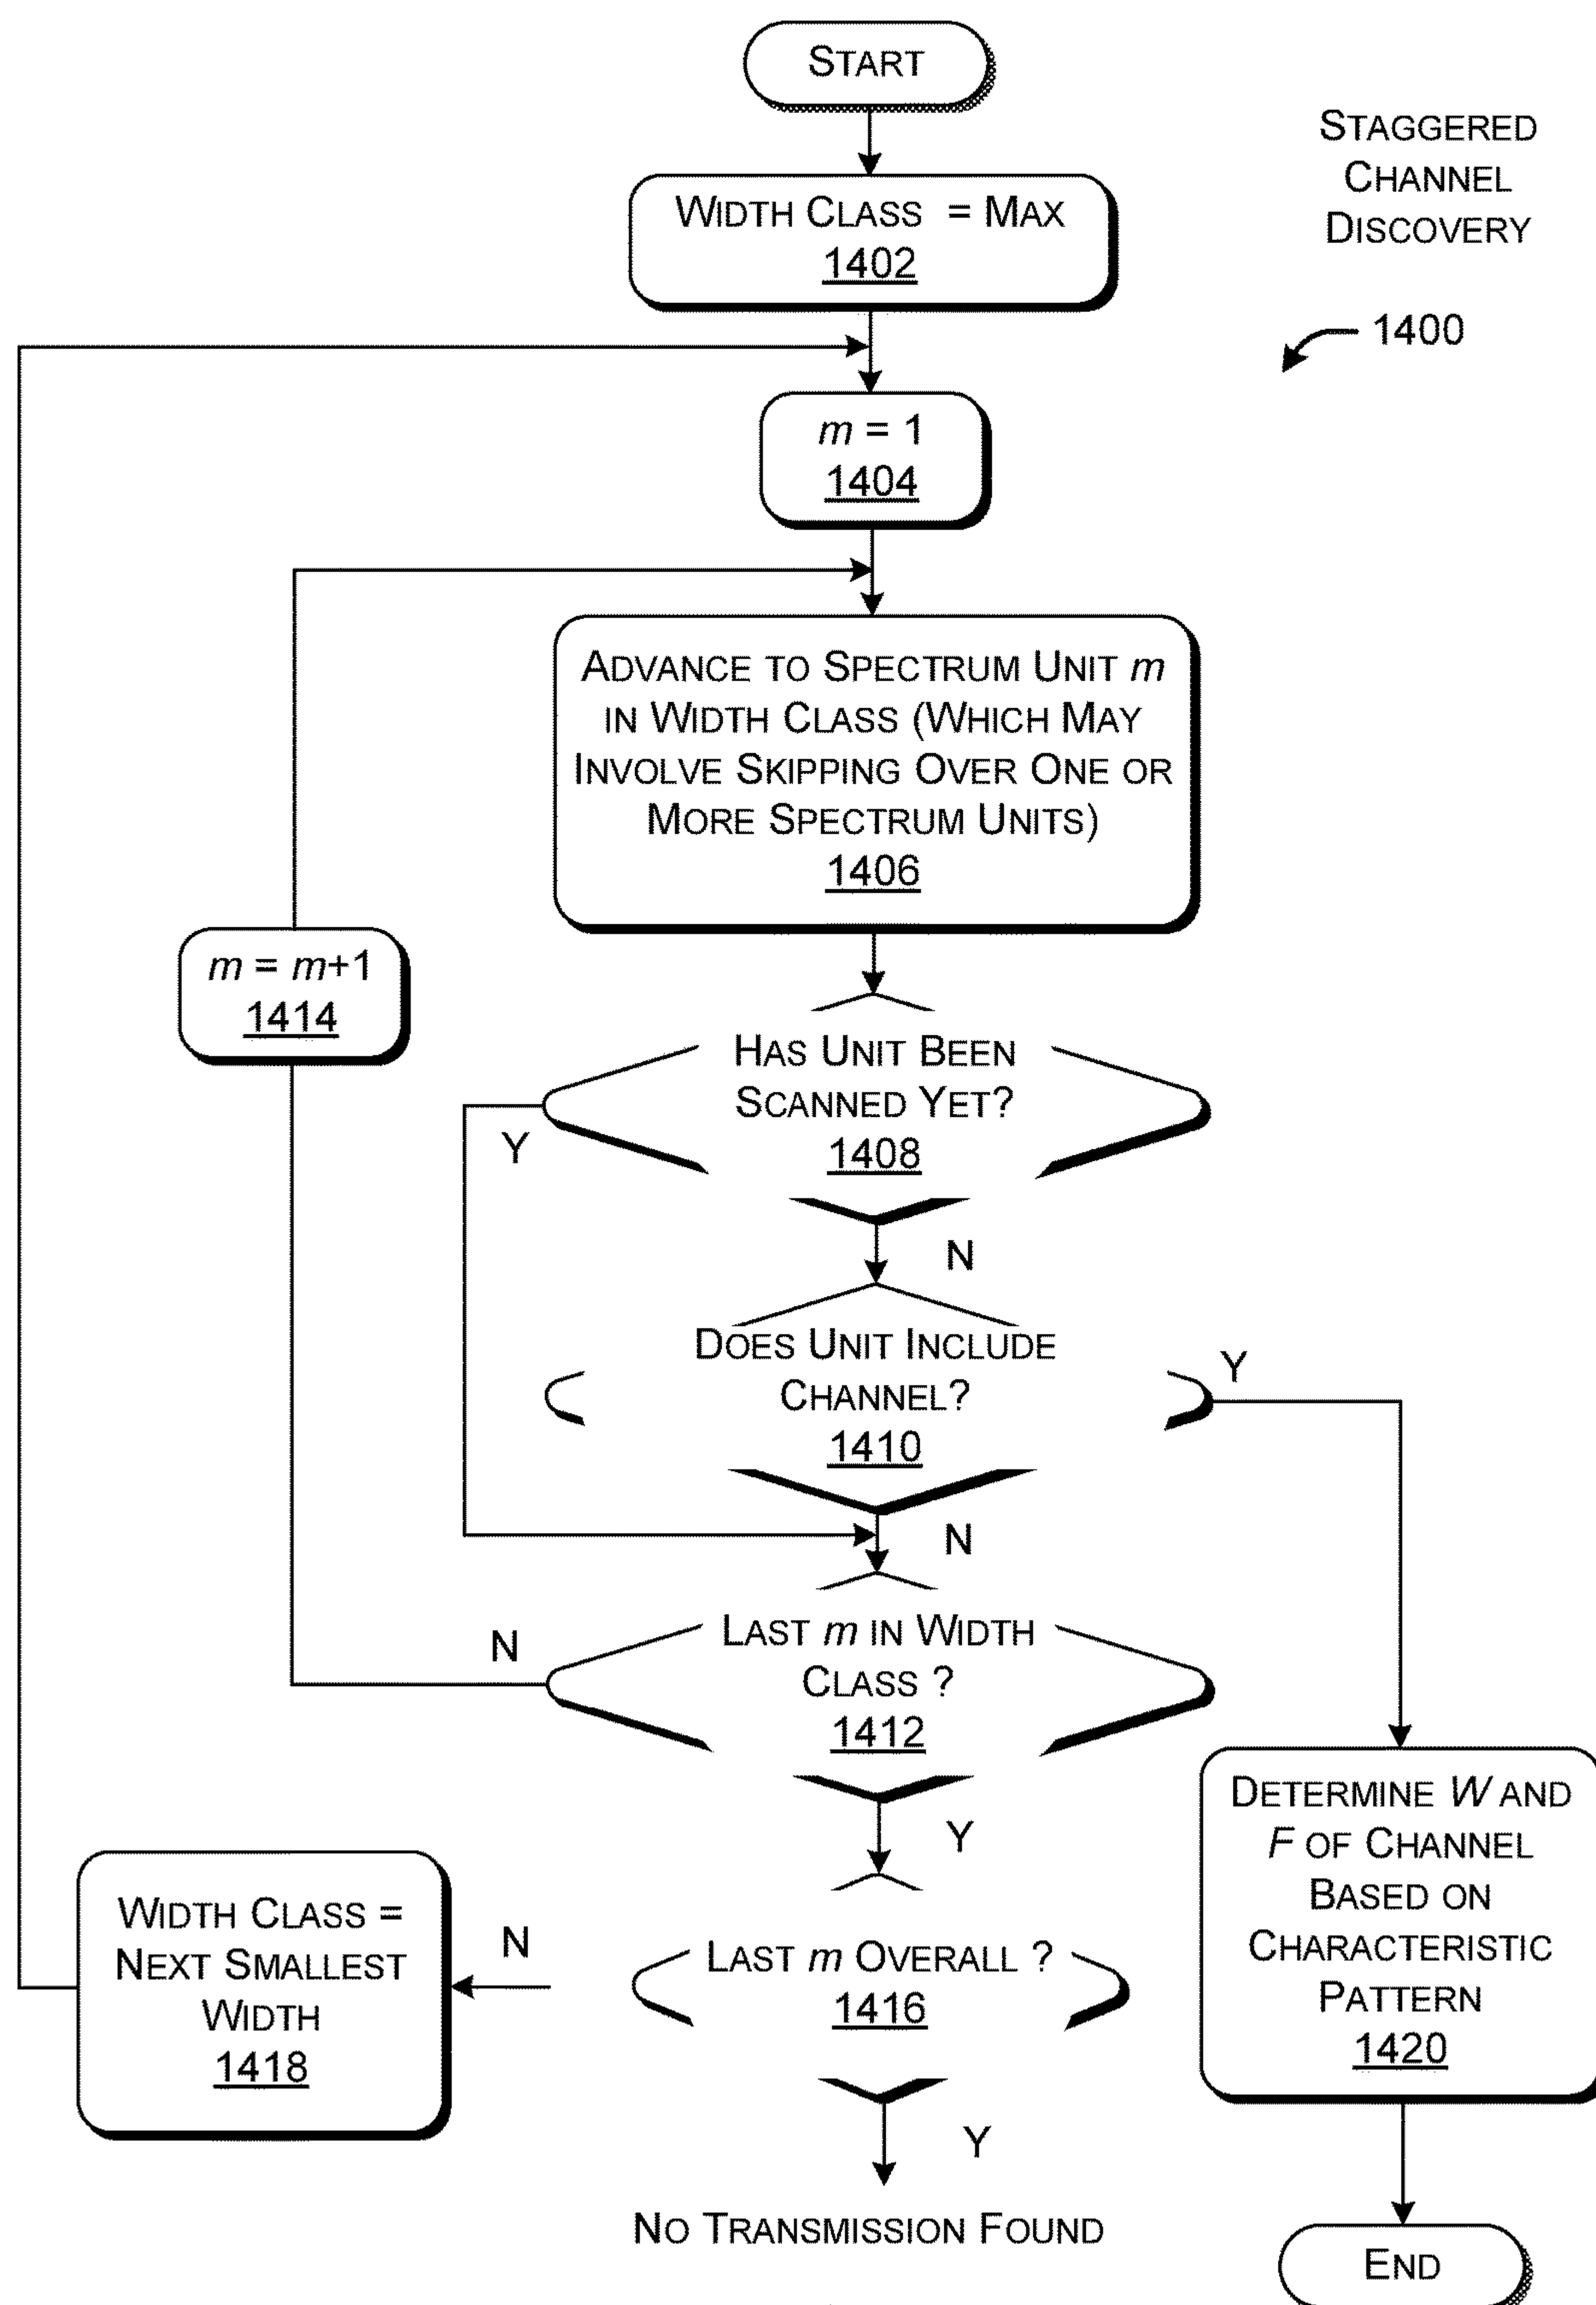 START
STAGGERED
CHANNEL
DISCOVERY
WIDTH CLASS = MAX
1402
1400
m = 1
1404
ADVANCE TO SPECTRUM UNIT m
IN WIDTH CLASS (WHICH MAY
INVOLVE SKIPPING OVER ONE OR
MORE SPECTRUM UNITS)
1406
m = m+1
1414
HAS UNIT BEEN
SCANNED YET?
1408
Y
N
DOES UNIT INCLUDE
CHANNEL?
1410
Y
N
LAST m IN WIDTH
CLASS ?
1412
N
Y
DETERMINE W AND
F OF CHANNEL
BASED ON
CHARACTERISTIC
PATTERN
1420
WIDTH CLASS =
NEXT SMALLEST
WIDTH
1418
N
LAST m OVERALL ?
1416
Y
NO TRANSMISSION FOUND
END